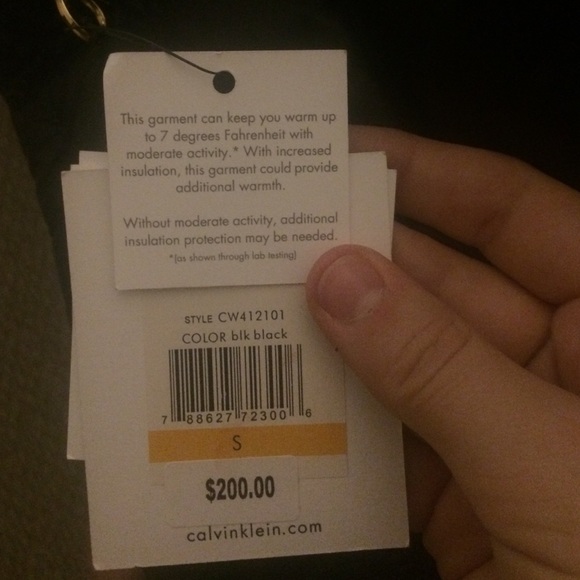 This garment can keep you warm up
to 7 degrees Fahrenheit with
moderate activity.* With increased
insulation, this garment could provide
additional warmth.
Without moderate activity, additional
insulation protection may be needed.
*(as shown through lab testing)
STYLE CW412101
COLOR blk black
7 88627 72300 6
S
$200.00
calvinklein.com